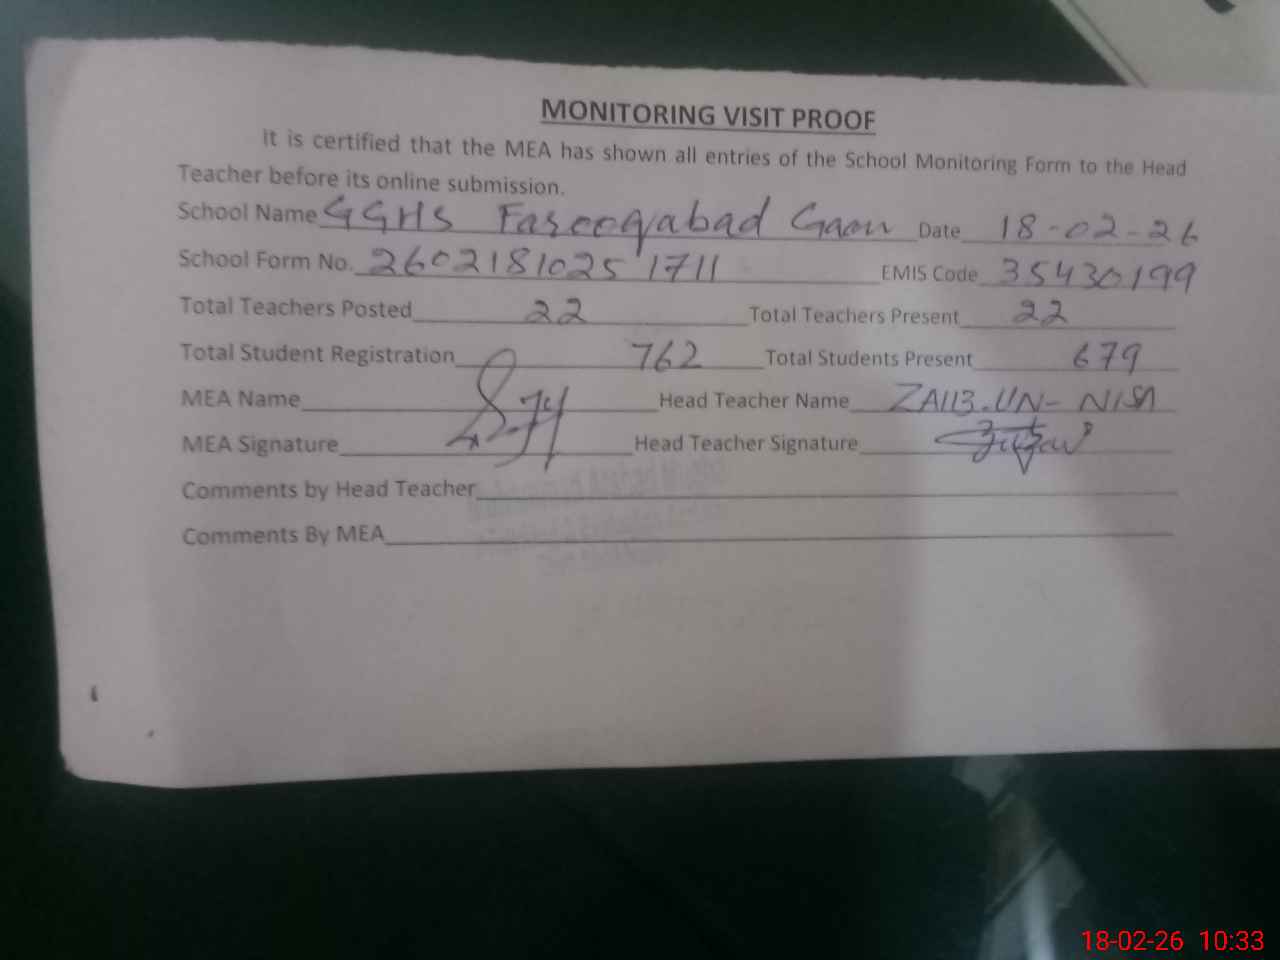 MONITORING VISIT PROOF
It is certified that the MEA has shown all entries of the School Monitoring Form to the Head
Teacher before its online submission.
School Name GGHS Farooqabad Gaon Date 18-02-26
School Form No. 26021810251711 EMIS Code 35430199
Total Teachers Posted 22 Total Teachers Present 22
Total Student Registration 762 Total Students Present 679
MEA Name Head Teacher Name ZAIB-UN-NISA
MEA Signature Head Teacher Signature
Comments by Head Teacher
Comments By MEA
18-02-26 10:33